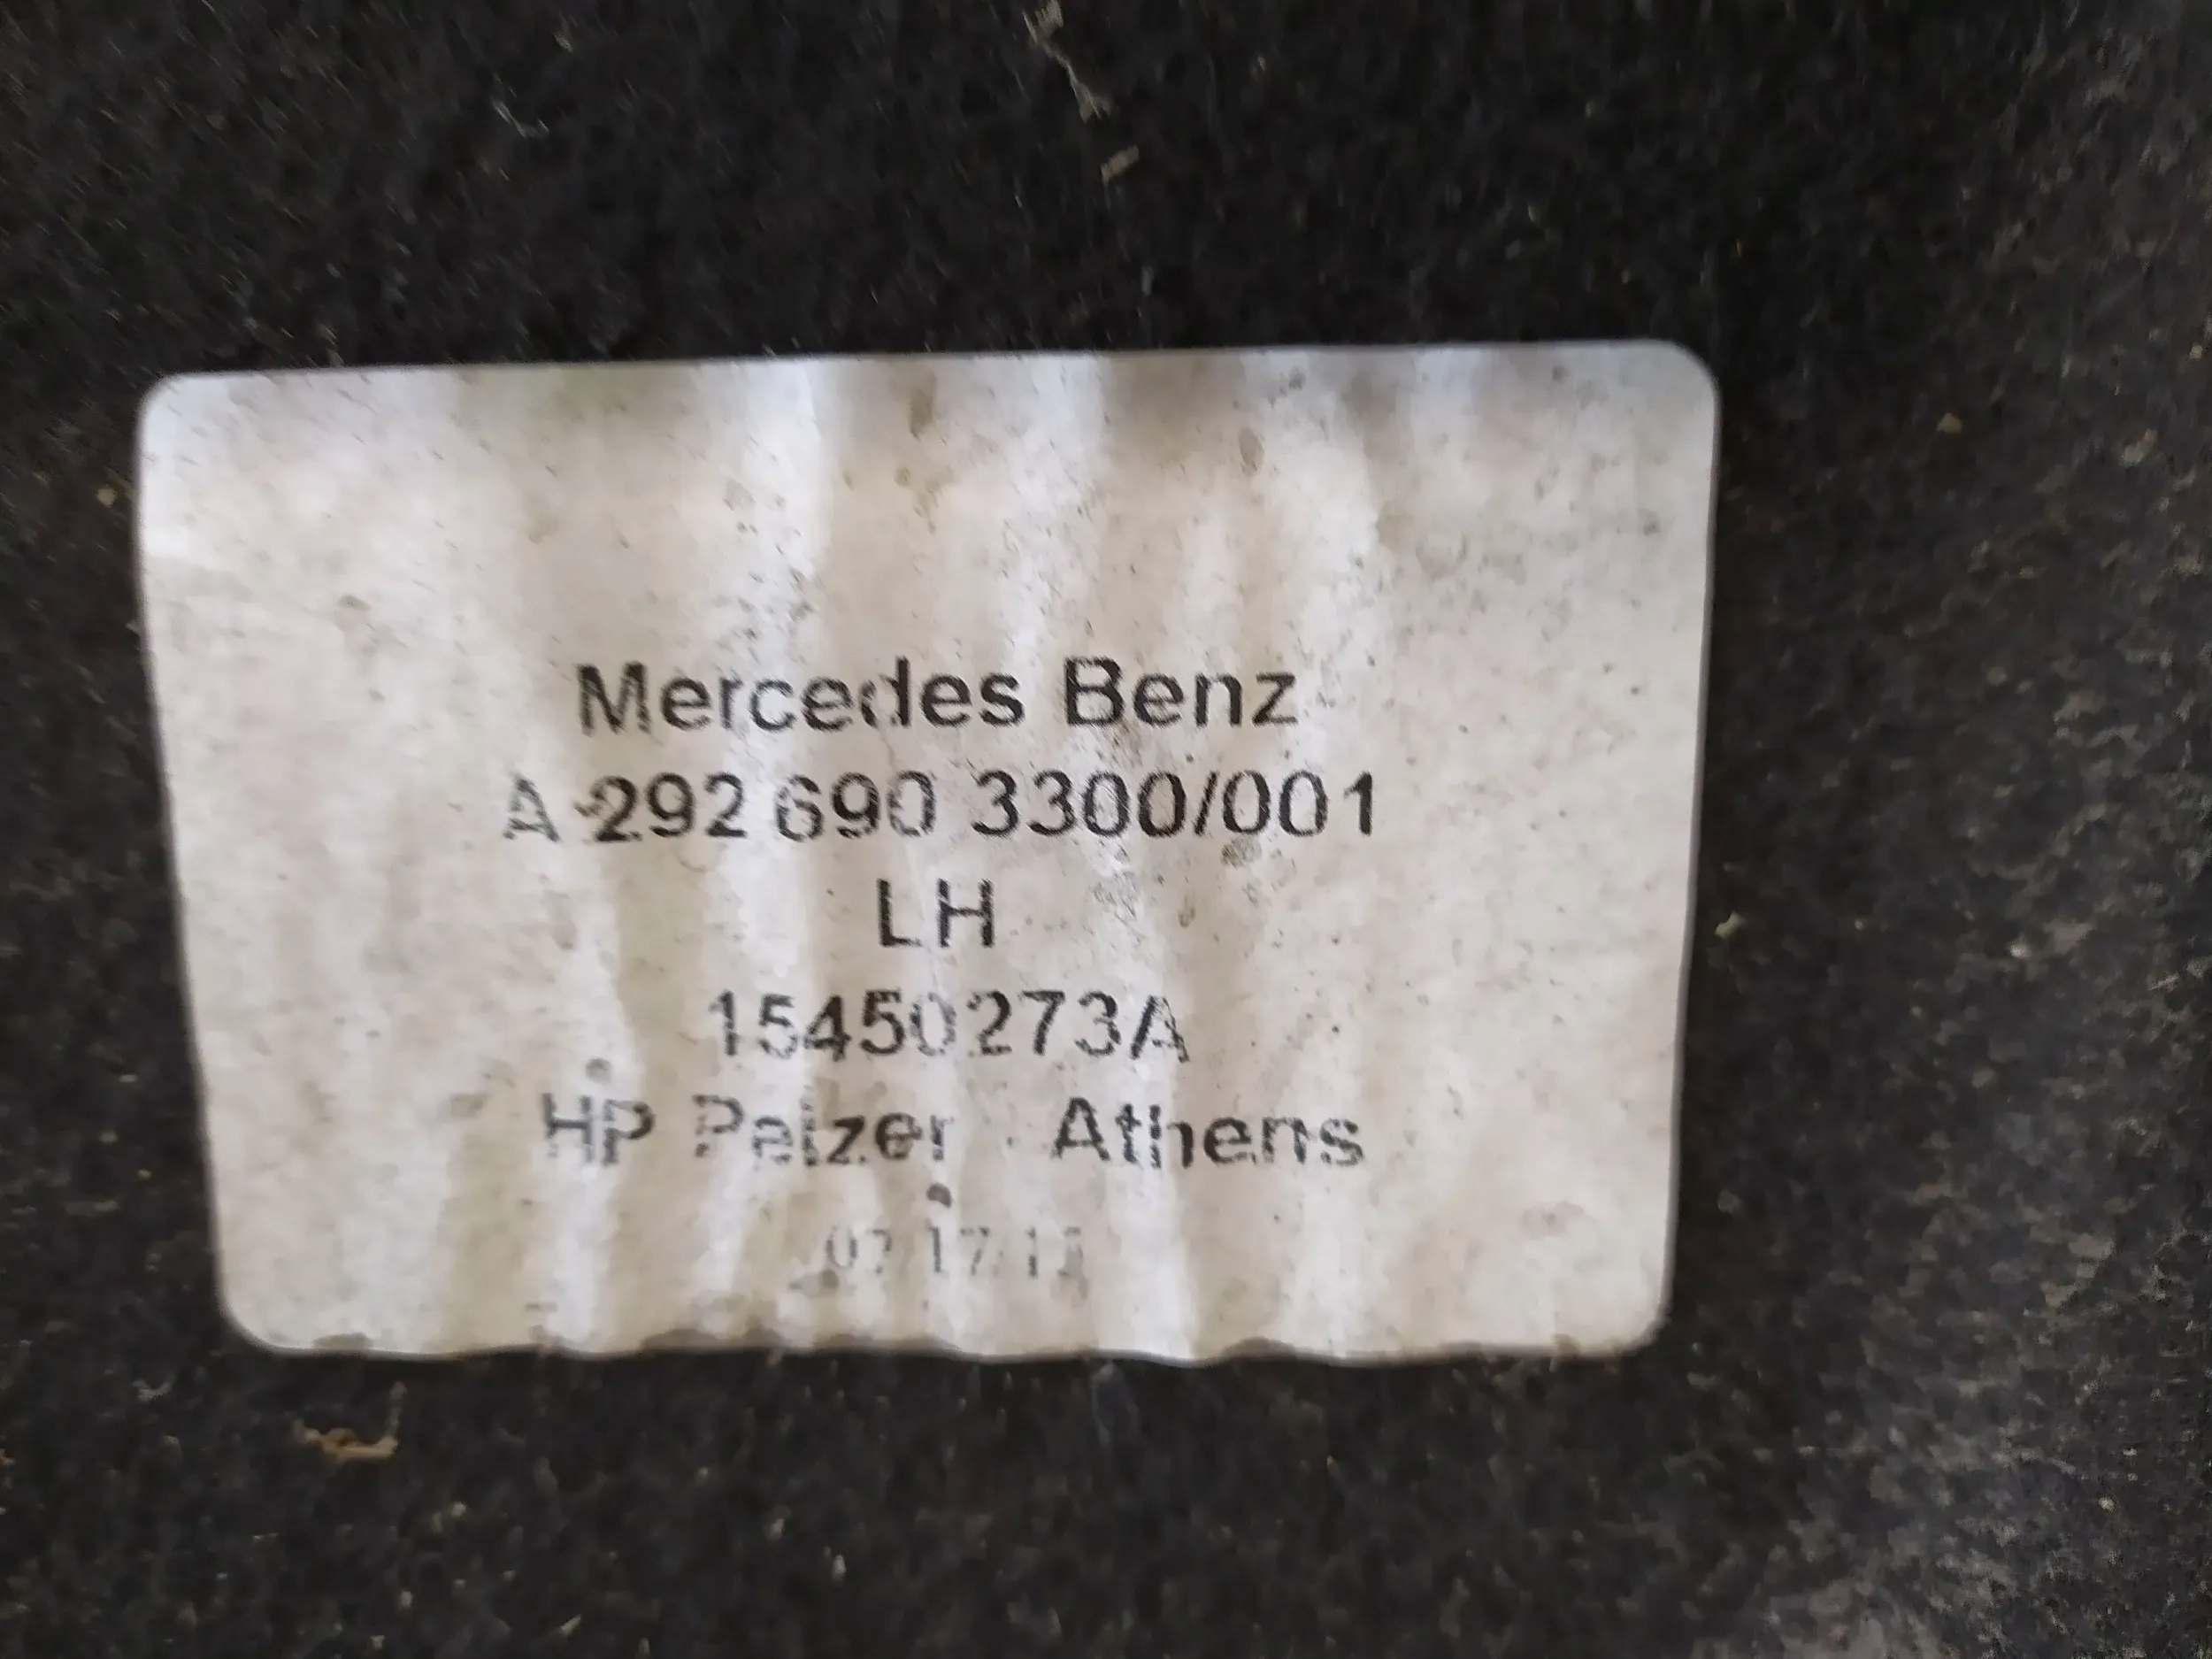 Mercedes Benz
A 292 690 3300/001
LH
15450273A
HP Pelzer Athens